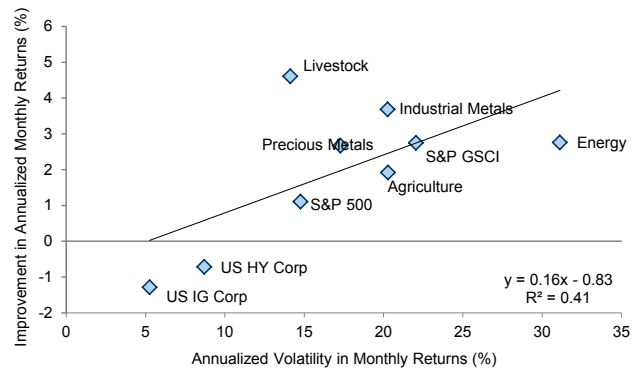 Improvement in Annualized Monthly Returns (%)
6
5
4
3
2
1
0
-1
-2
Livestock
Industrial Metals
Precious Metals
S&P GSCI
Energy
Agriculture
S&P 500
US HY Corp
US IG Corp
y = 0.16x - 0.83
R² = 0.41
0 5 10 15 20 25 30 35
Annualized Volatility in Monthly Returns (%)